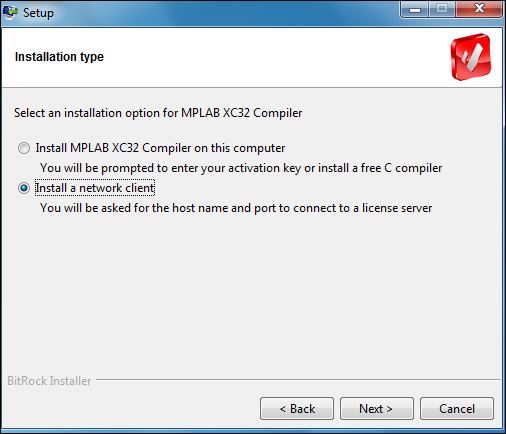 Setup
Installation type
Select an installation option for MPLAB XC32 Compiler
Install MPLAB XC32 Compiler on this computer
You will be prompted to enter your activation key or install a free C compiler
Install a network client
You will be asked for the host name and port to connect to a license server
BitRock Installer
< Back
Next >
Cancel